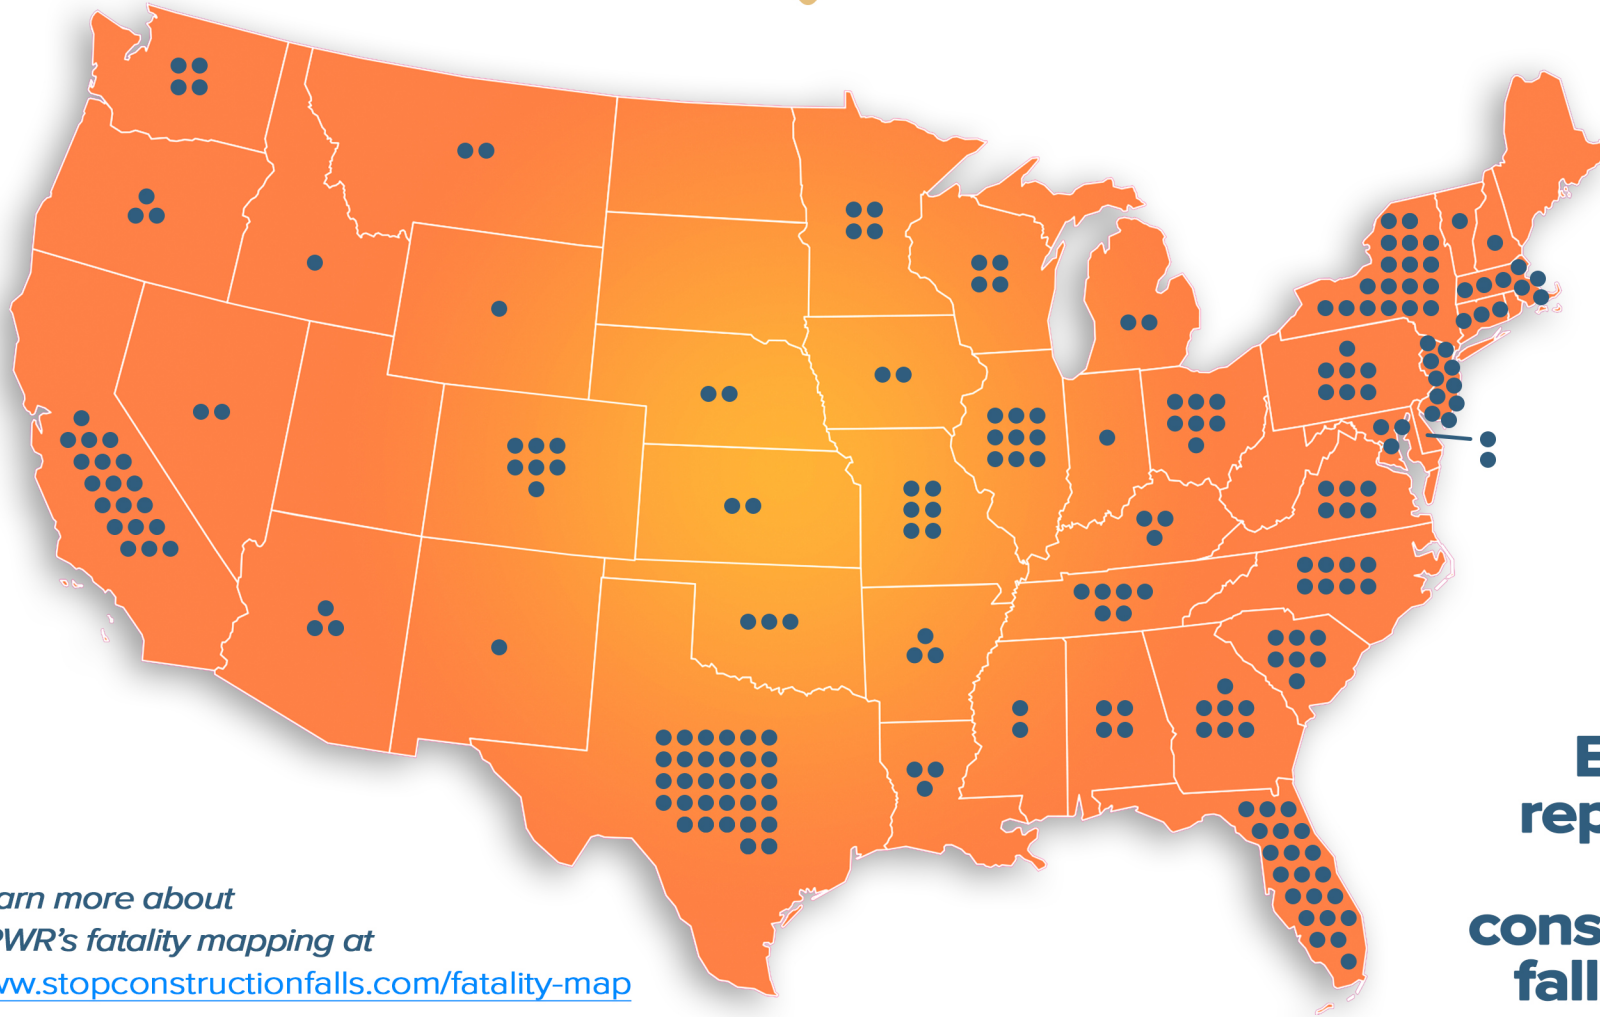 E
rep
arn more about
PWR's fatality mapping at
cons
ww.stopconstructionfalls.com/fatality-map
fall